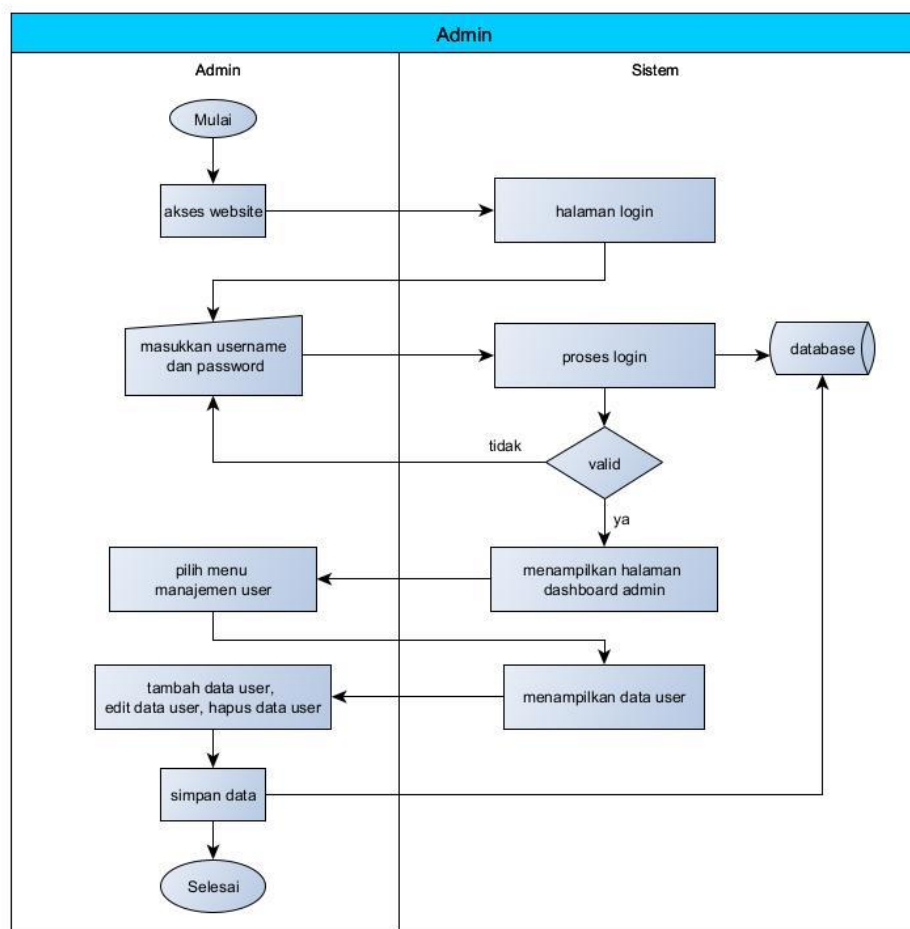 Admin
Admin
Sistem
Mulai
akses website
halaman login
masukkan username
dan password
proses login
database
tidak
valid
ya
pilih menu
manajemen user
menampilkan halaman
dashboard admin
tambah data user,
edit data user, hapus data user
menampilkan data user
simpan data
Selesai